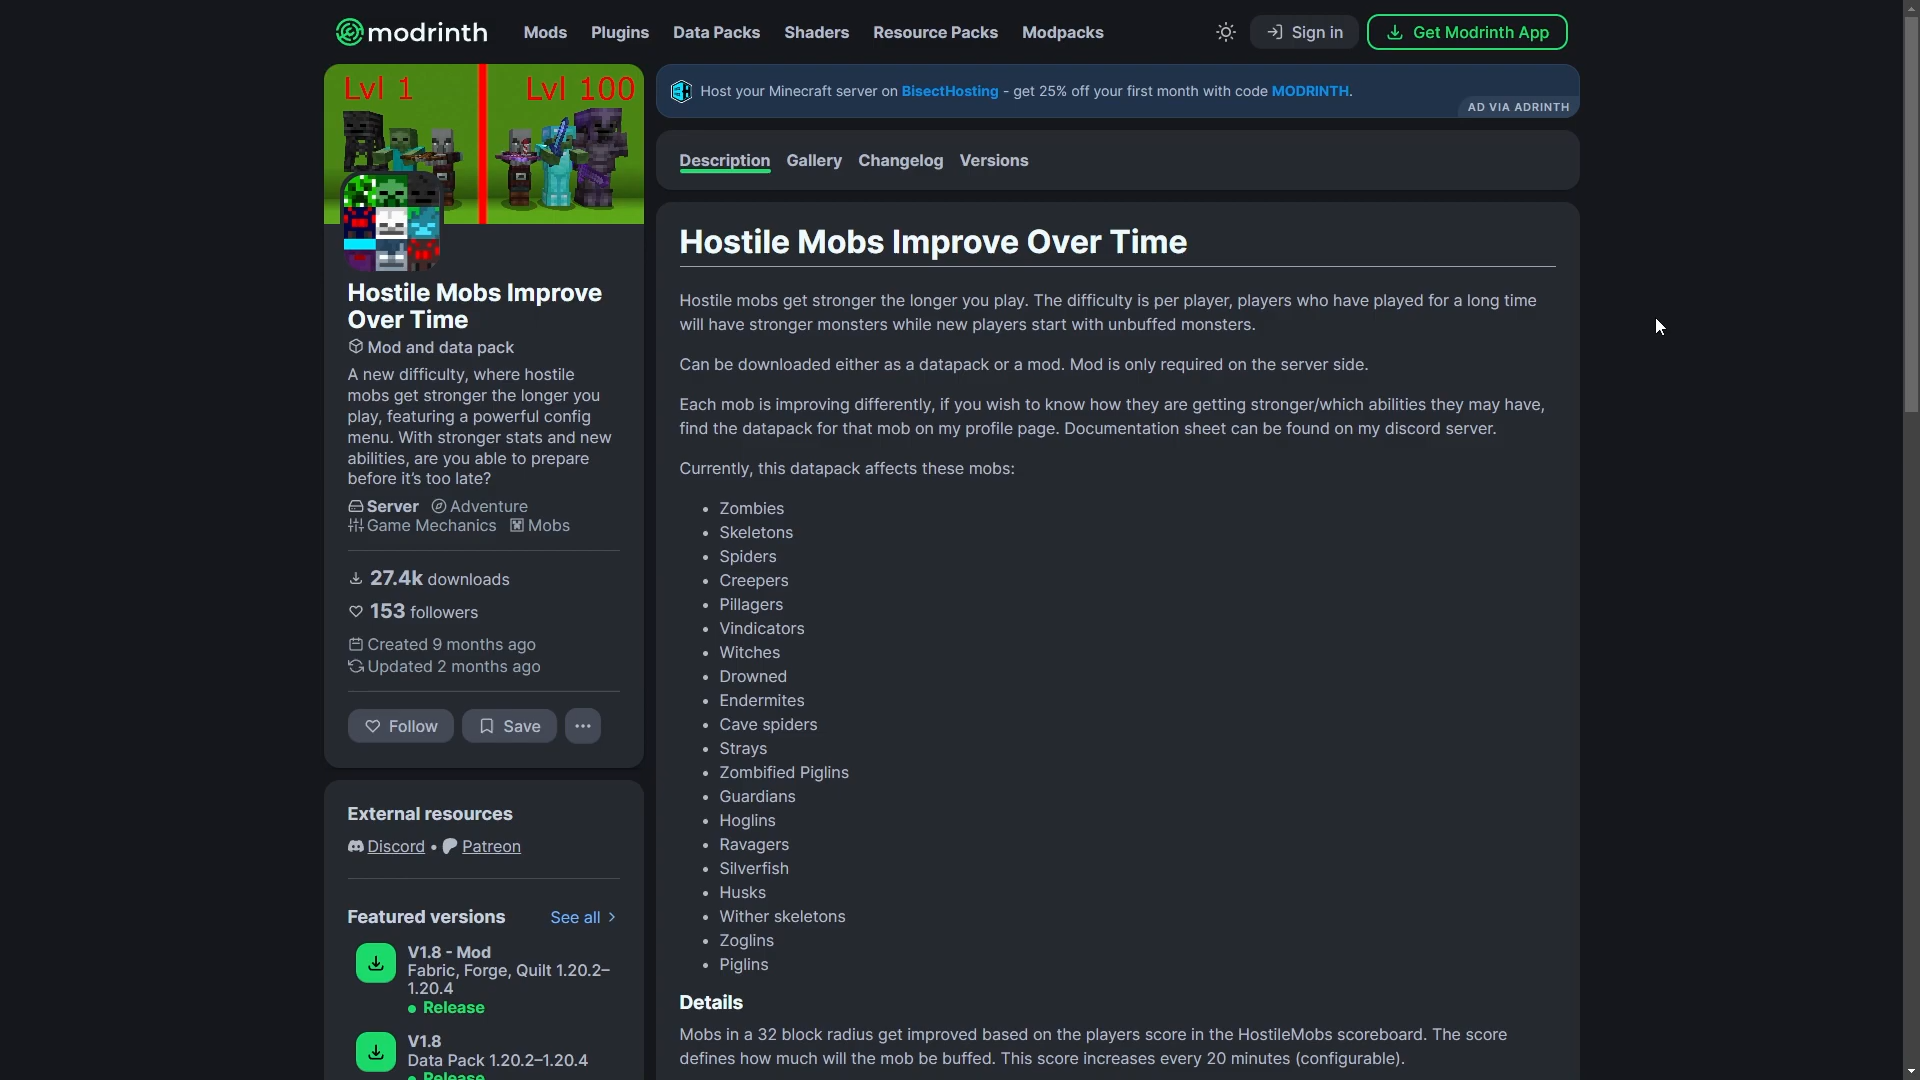 modrinth
Mods
Plugins
Data Packs
Shaders
Resource Packs
Modpacks
Sign in
Get Modrinth App
Lvl 1
Lvl 100
Hostile Mobs Improve
Over Time
Mod and data pack
A new difficulty, where hostile
mobs get stronger the longer you
play, featuring a powerful config
menu. With stronger stats and new
abilities, are you able to prepare
before it's too late?
Server Adventure
Game Mechanics Mobs
27.4k downloads
153 followers
Created 9 months ago
Updated 2 months ago
Follow
Save
External resources
Discord • Patreon
Featured versions
See all
V1.8 - Mod
Fabric, Forge, Quilt 1.20.2–
1.20.4
Release
V1.8
Data Pack 1.20.2–1.20.4
Release
Host your Minecraft server on BisectHosting - get 25% off your first month with code MODRINTH.
AD VIA ADRINTH
Description
Gallery
Changelog
Versions
Hostile Mobs Improve Over Time
Hostile mobs get stronger the longer you play. The difficulty is per player, players who have played for a long time
will have stronger monsters while new players start with unbuffed monsters.
Can be downloaded either as a datapack or a mod. Mod is only required on the server side.
Each mob is improving differently, if you wish to know how they are getting stronger/which abilities they may have,
find the datapack for that mob on my profile page. Documentation sheet can be found on my discord server.
Currently, this datapack affects these mobs:
• Zombies
• Skeletons
• Spiders
• Creepers
• Pillagers
• Vindicators
• Witches
• Drowned
• Endermites
• Cave spiders
• Strays
• Zombified Piglins
• Guardians
• Hoglins
• Ravagers
• Silverfish
• Husks
• Wither skeletons
• Zoglins
• Piglins
Details
Mobs in a 32 block radius get improved based on the players score in the HostileMobs scoreboard. The score
defines how much will the mob be buffed. This score increases every 20 minutes (configurable).